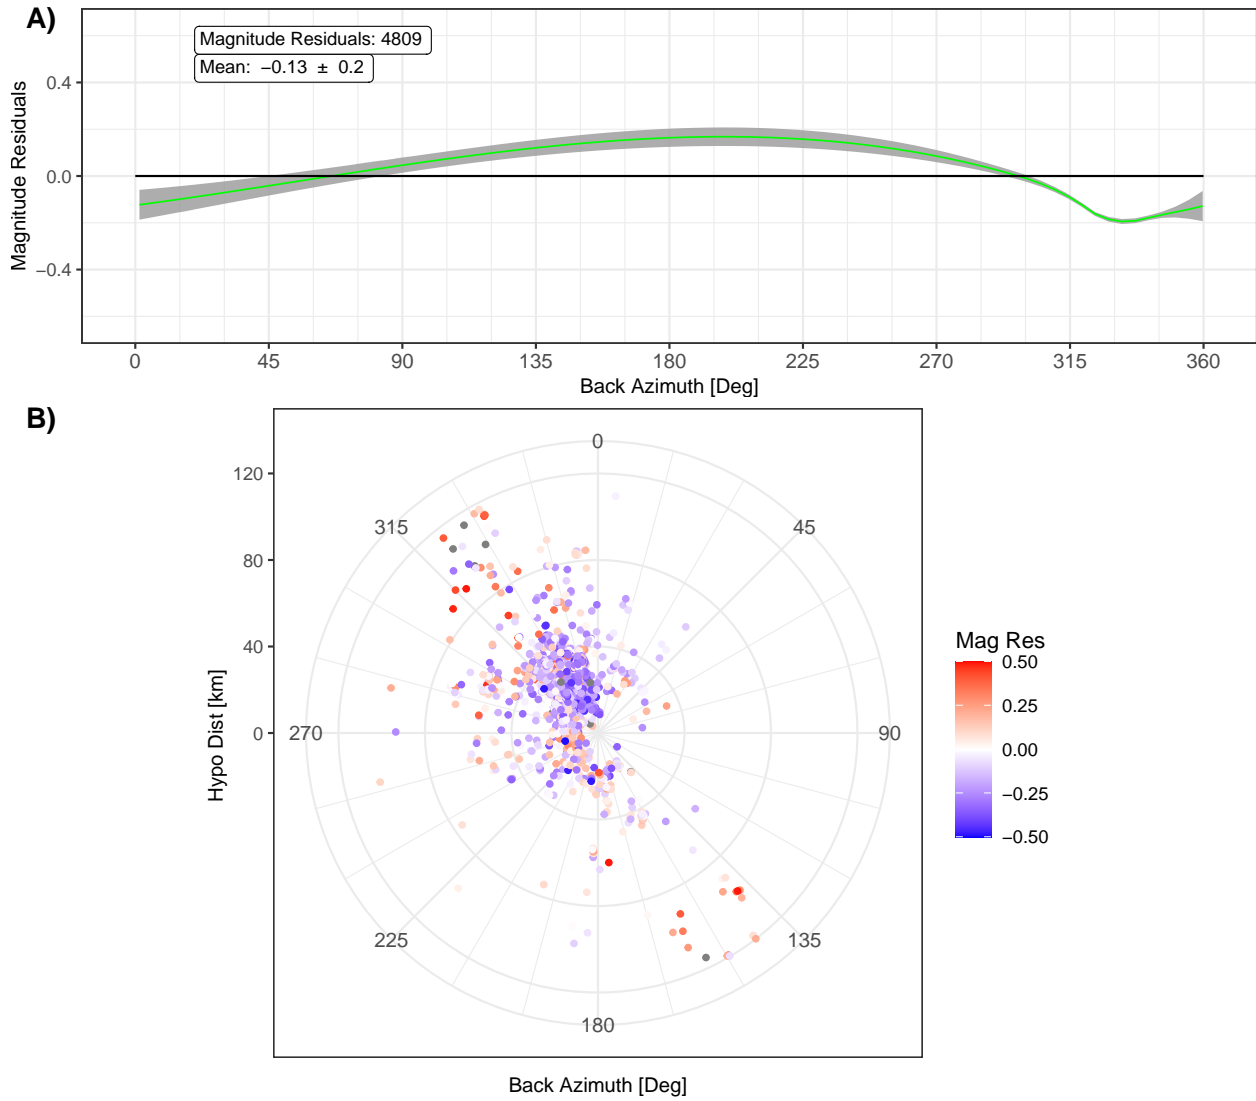 A)
Magnitude Residuals: 4809
Mean: −0.13 ± 0.2
Magnitude Residuals
0.4
0.0
−0.4
0 45 90 135 180 225 270 315 360
Back Azimuth [Deg]
B)
Hypo Dist [km]
120
80
40
0
0
45
90
135
180
225
270
315
Back Azimuth [Deg]
Mag Res
0.50
0.25
0.00
−0.25
−0.50